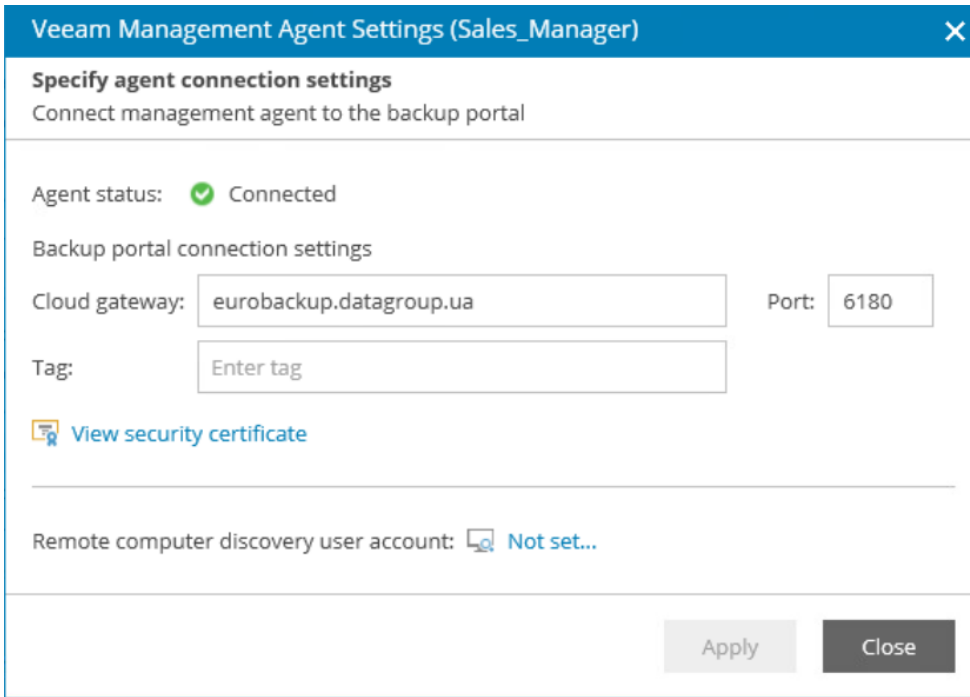 Veeam Management Agent Settings (Sales_Manager)
Specify agent connection settings
Connect management agent to the backup portal
Agent status: Connected
Backup portal connection settings
Cloud gateway: eurobackup.datagroup.ua Port: 6180
Tag: Enter tag
View security certificate
Remote computer discovery user account: Not set...
Apply Close